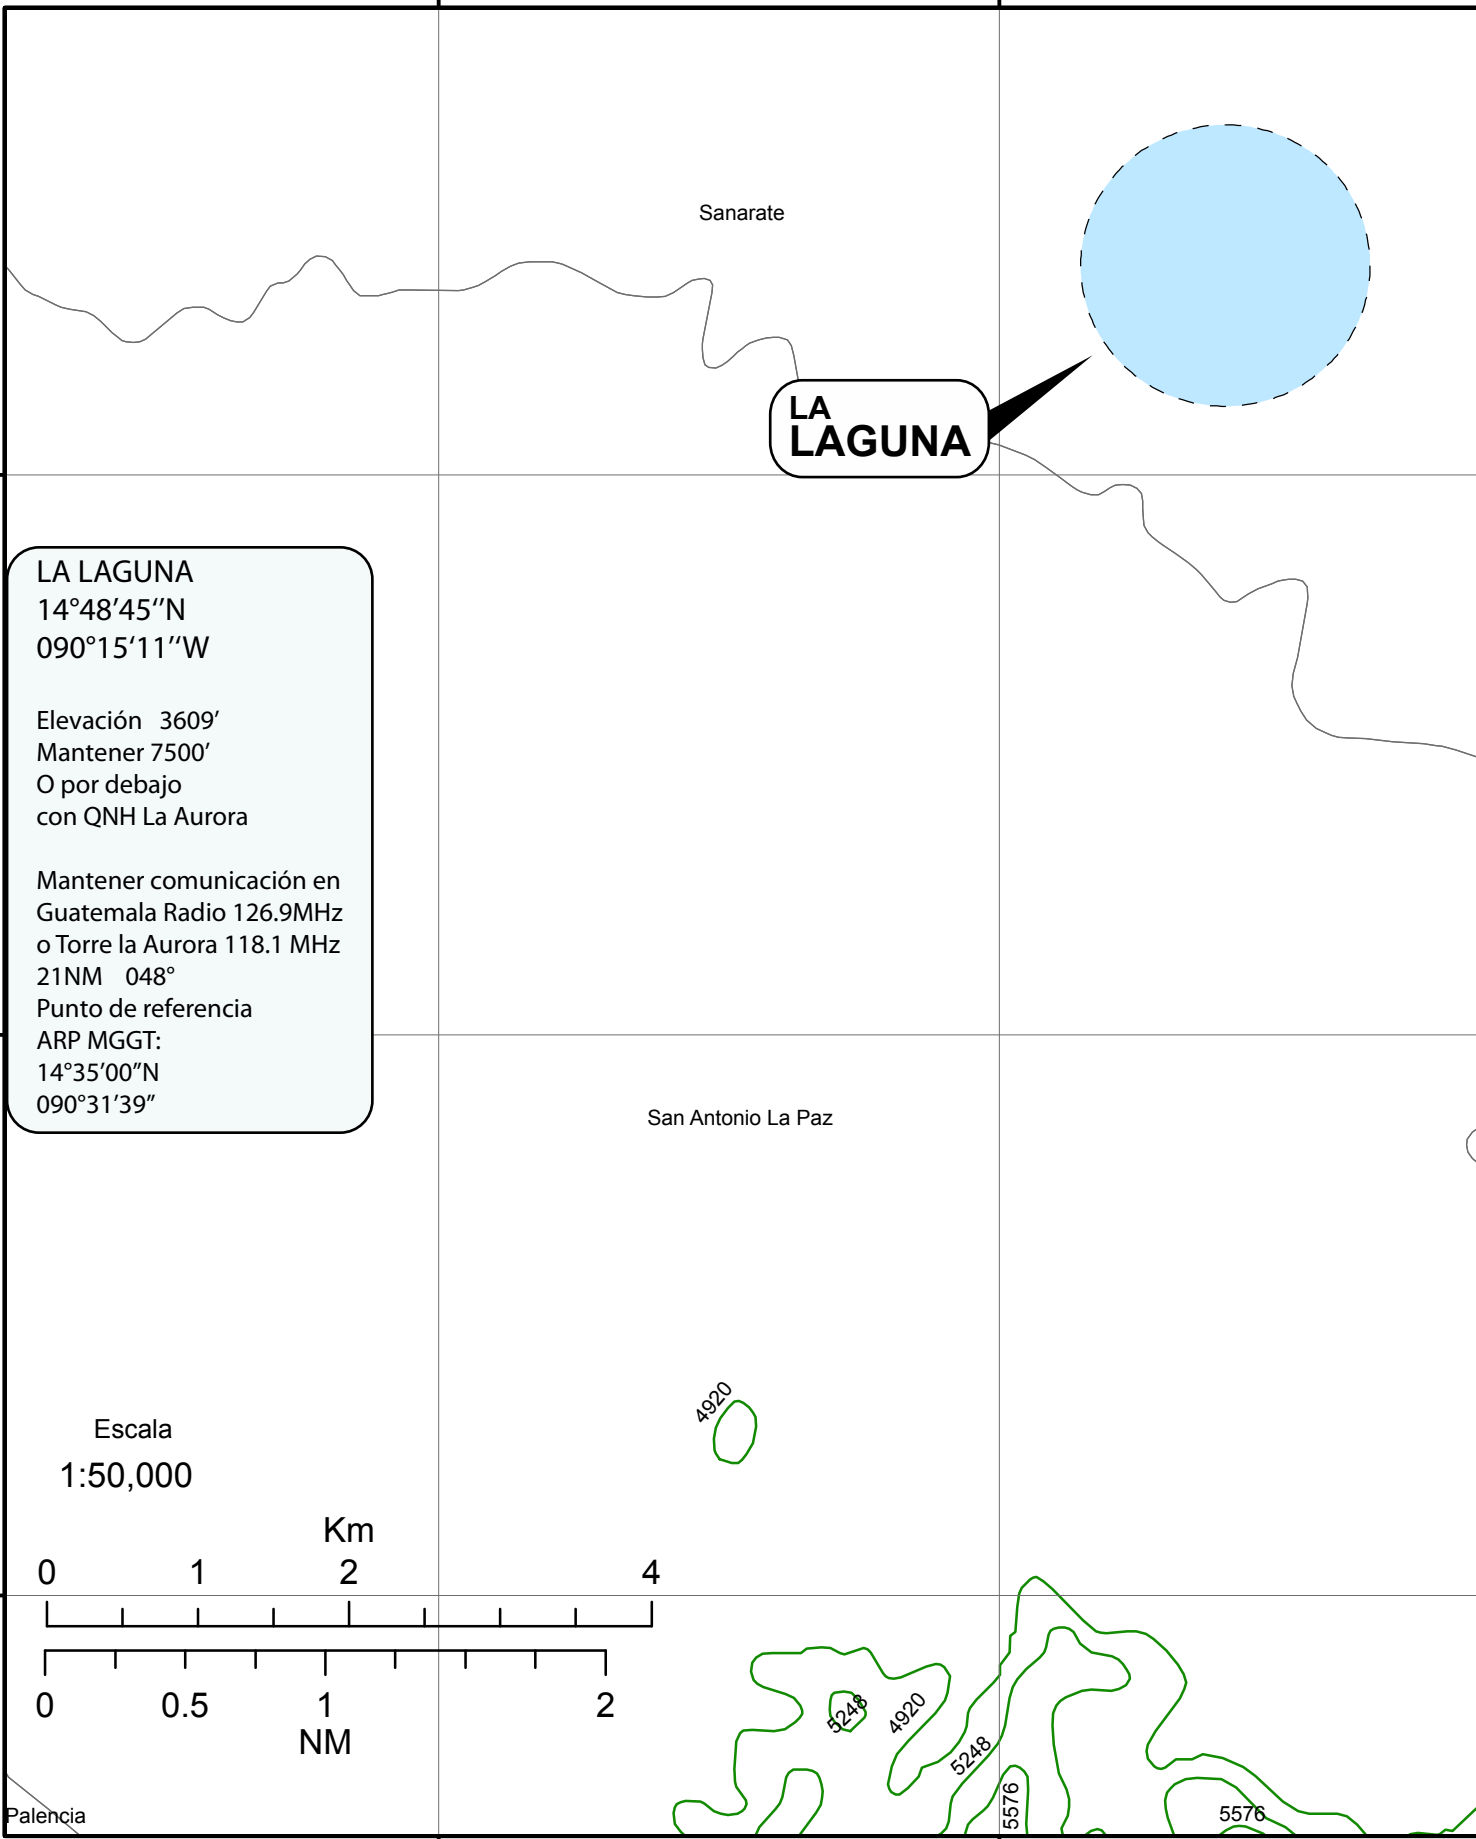 Sanarate
LA
LAGUNA
LA LAGUNA
14°48'45''N
090°15'11''W
Elevación 3609'
Mantener 7500'
O por debajo
con QNH La Aurora
Mantener comunicación en
Guatemala Radio 126.9MHz
o Torre la Aurora 118.1 MHz
21NM 048°
Punto de referencia
ARP MGGT:
14°35'00"N
090°31'39"
San Antonio La Paz
4920
Escala
1:50,000
Km
0 1 2 4
0 0.5 1 2
NM
5248
4920
5248
5576
5576
Palencia